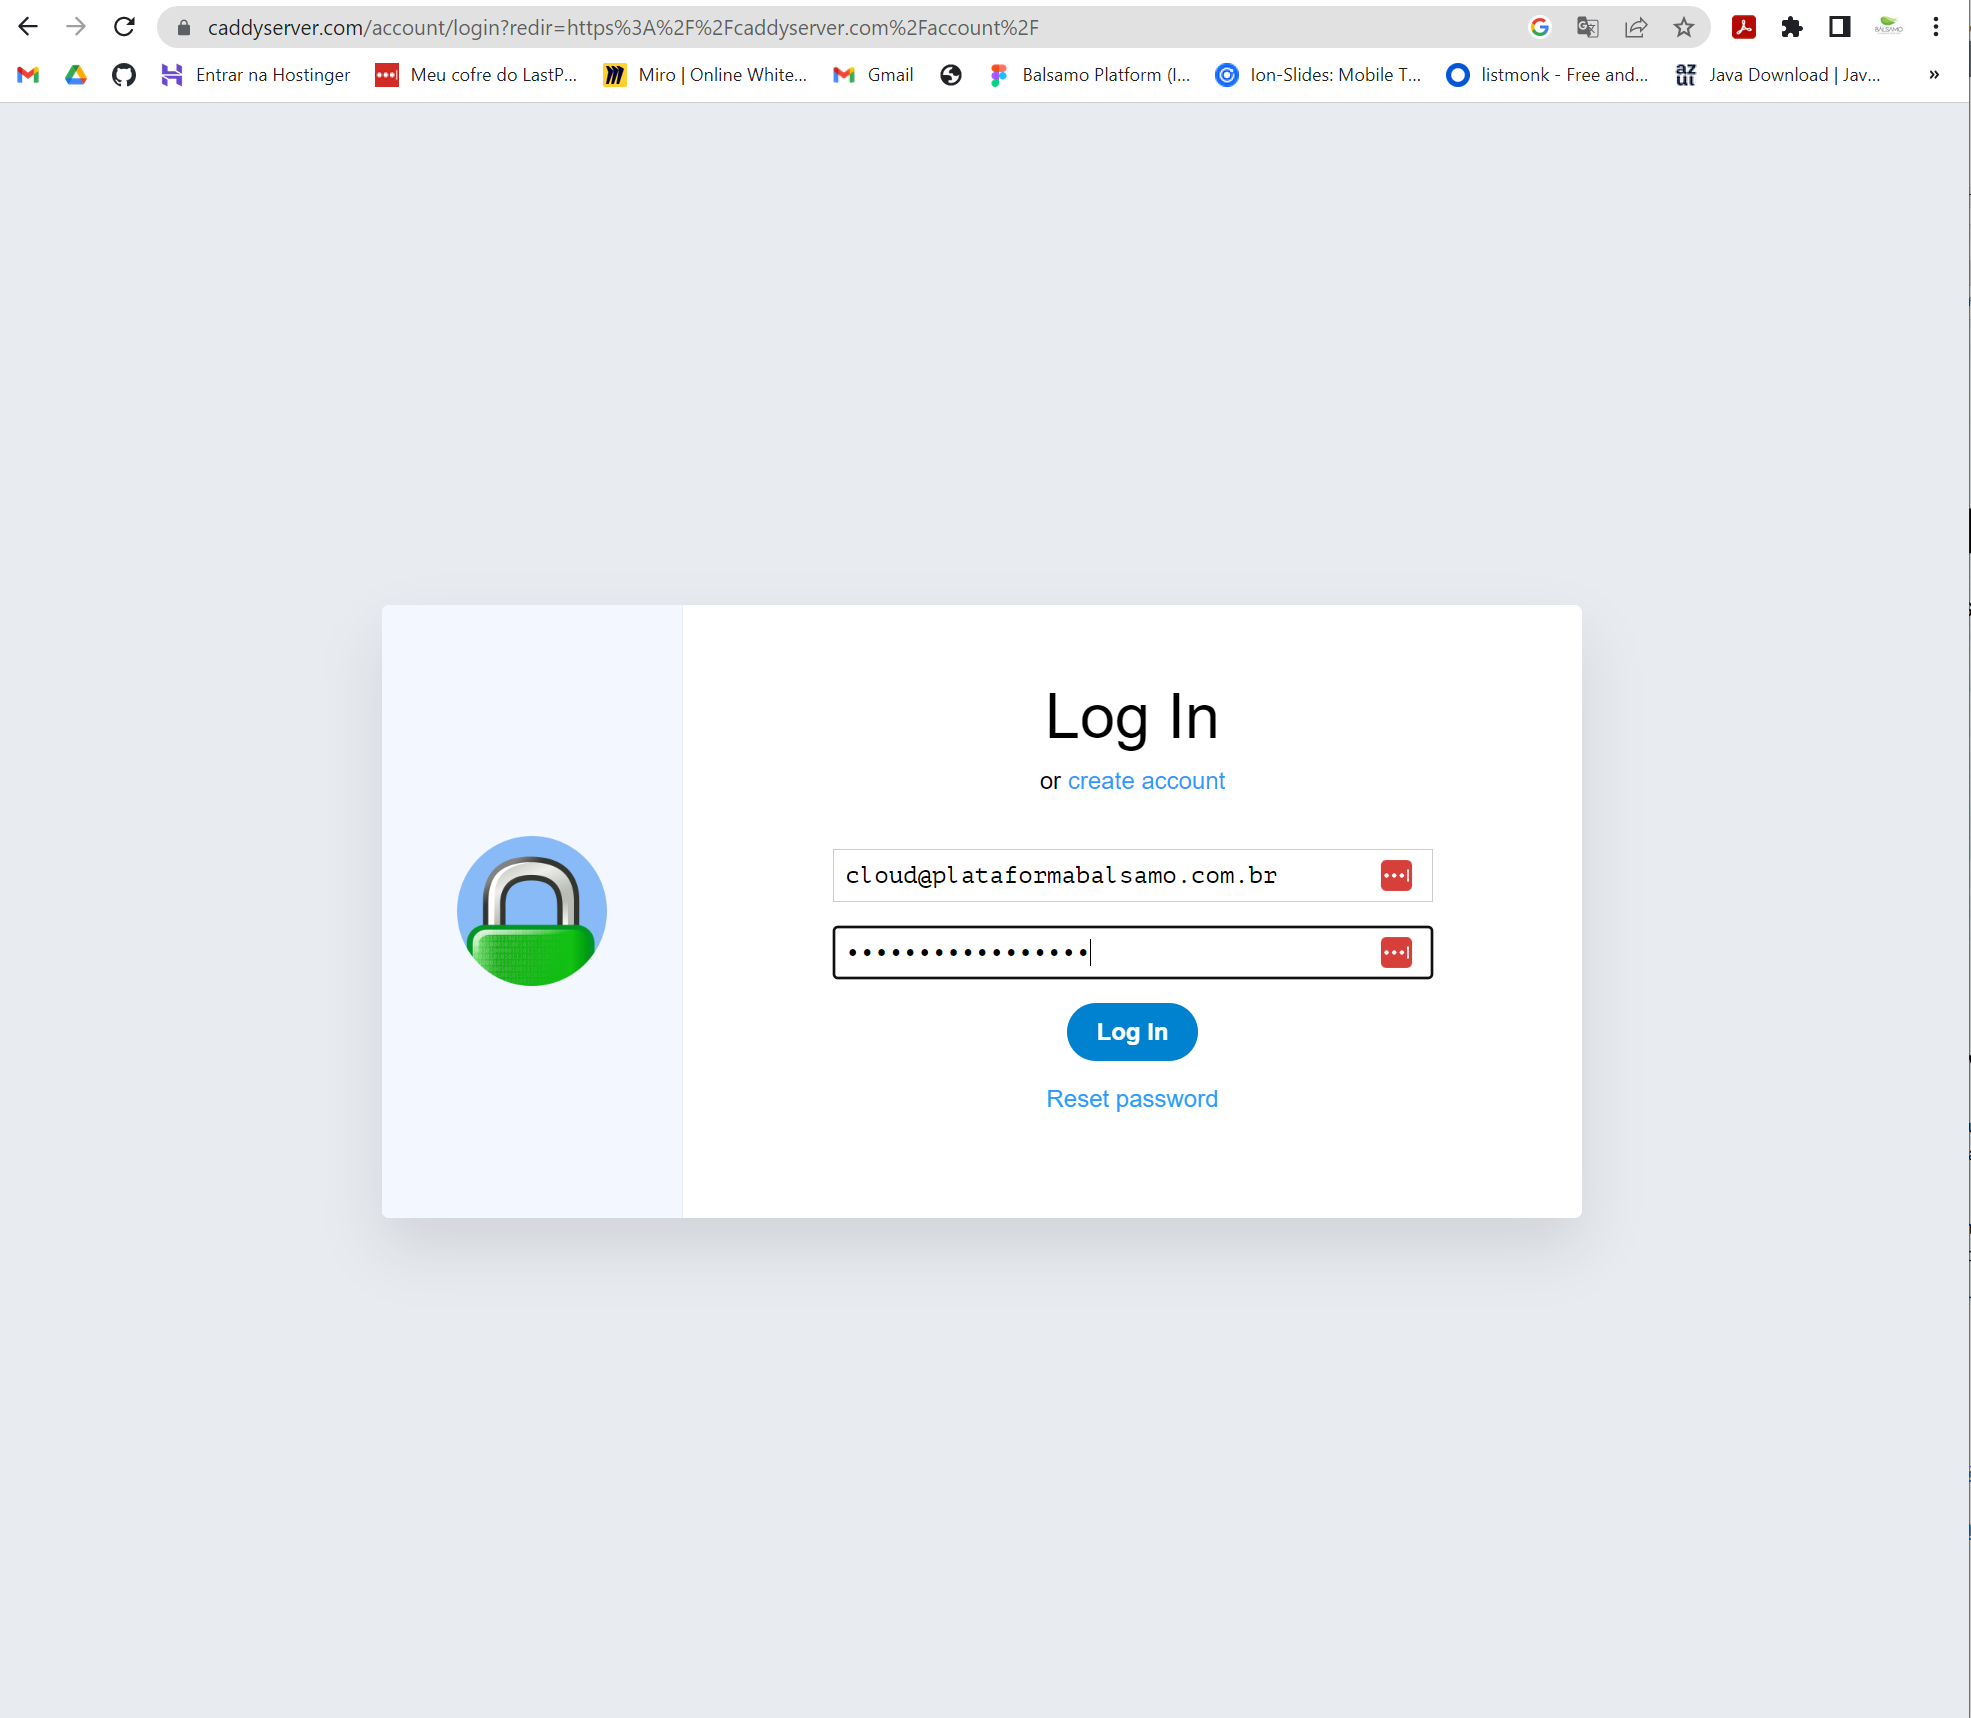 caddyserver.com/account/login?redir=https%3A%2F%2Fcaddyserver.com%2Faccount%2F
Entrar na Hostinger Meu cofre do LastP... Miro | Online White... Gmail Balsamo Platform (I... Ion-Slides: Mobile T... listmonk - Free and... azul Java Download | Jav... »
Log In
or create account
cloud@plataformabalsamo.com.br
•••••••••••••••••
Log In
Reset password